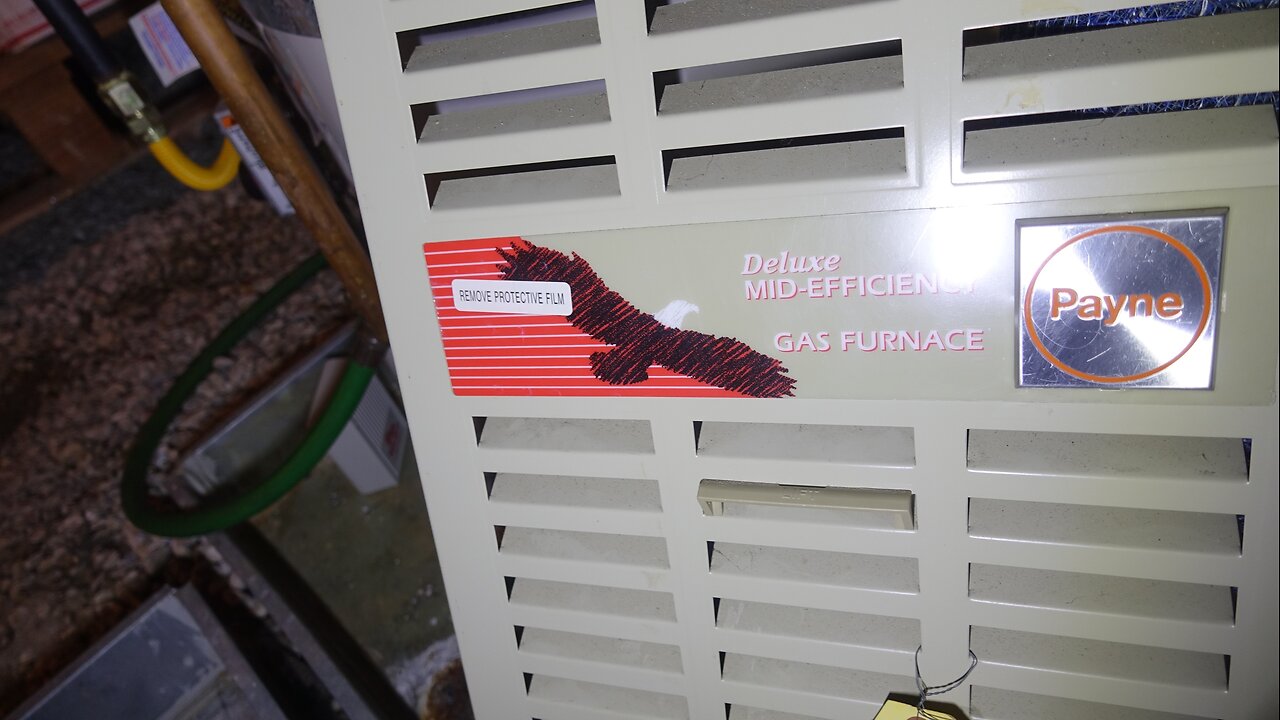 REMOVE PROTECTIVE FILM
Deluxe
MID-EFFICIENCY
GAS FURNACE
Payne